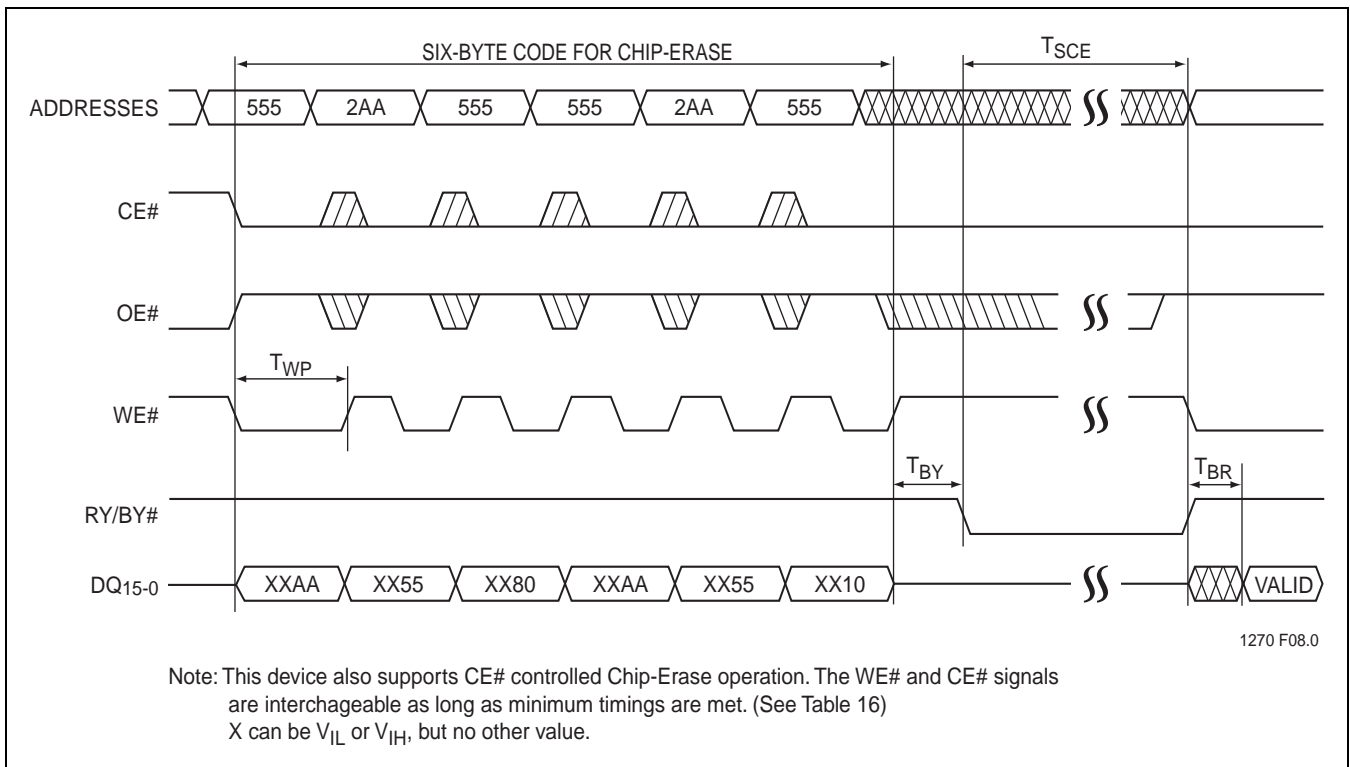 SIX-BYTE CODE FOR CHIP-ERASE TSCE
ADDRESSES 555 2AA 555 555 2AA 555
CE#
OE#
TWP
WE#
TBY TBR
RY/BY#
DQ15-0 XXAA XX55 XX80 XXAA XX55 XX10 VALID
1270 F08.0
Note: This device also supports CE# controlled Chip-Erase operation. The WE# and CE# signals
are interchageable as long as minimum timings are met. (See Table 16)
X can be VIL or VIH, but no other value.